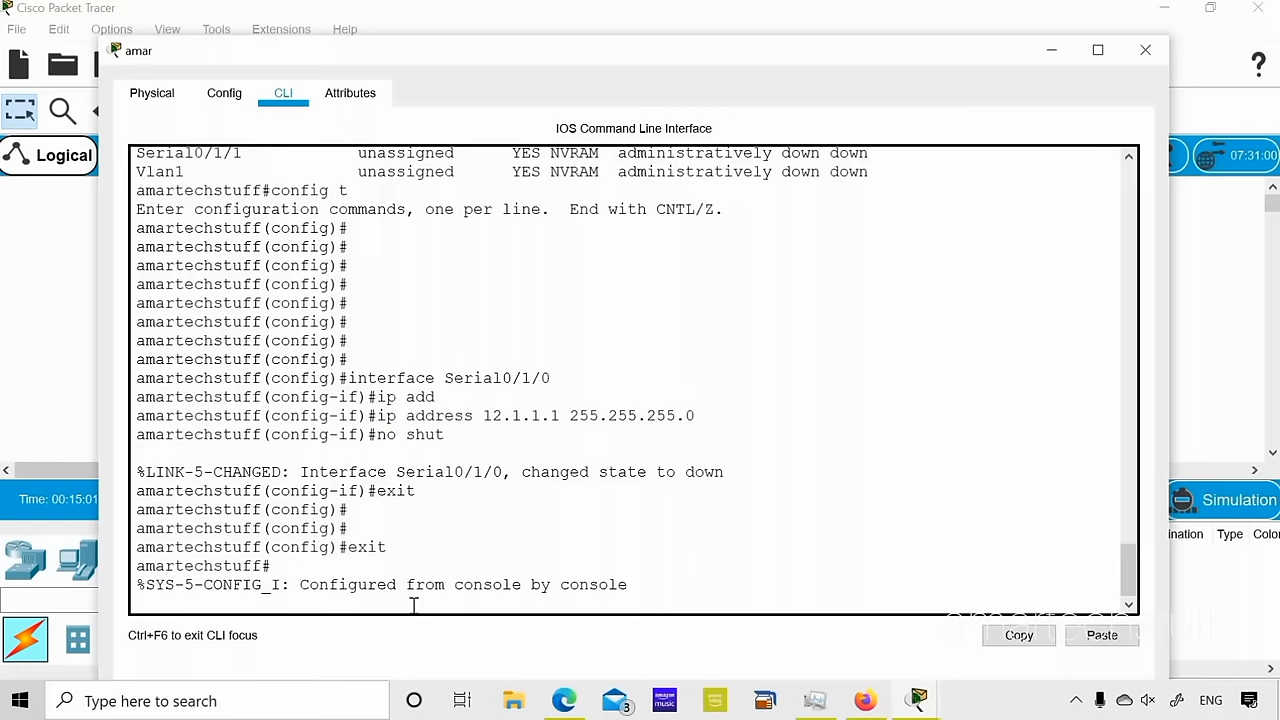 Cisco Packet Tracer
File Edit Options View Tools Extensions Help
amar
Physical Config CLI Attributes
IOS Command Line Interface
Logical
07:31:00
Serial0/1/1 unassigned YES NVRAM administratively down down
Vlan1 unassigned YES NVRAM administratively down down
amartechstuff#config t
Enter configuration commands, one per line. End with CNTL/Z.
amartechstuff(config)#
amartechstuff(config)#
amartechstuff(config)#
amartechstuff(config)#
amartechstuff(config)#
amartechstuff(config)#
amartechstuff(config)#
amartechstuff(config)#
amartechstuff(config)#interface Serial0/1/0
amartechstuff(config-if)#ip add
amartechstuff(config-if)#ip address 12.1.1.1 255.255.255.0
amartechstuff(config-if)#no shut
%LINK-5-CHANGED: Interface Serial0/1/0, changed state to down
amartechstuff(config-if)#exit
amartechstuff(config)#
amartechstuff(config)#
amartechstuff(config)#exit
amartechstuff#
%SYS-5-CONFIG_I: Configured from console by console
Time: 00:15:01
Simulation
ination Type Color
Ctrl+F6 to exit CLI focus
Copy Paste
Type here to search
3
amazon music
ENG